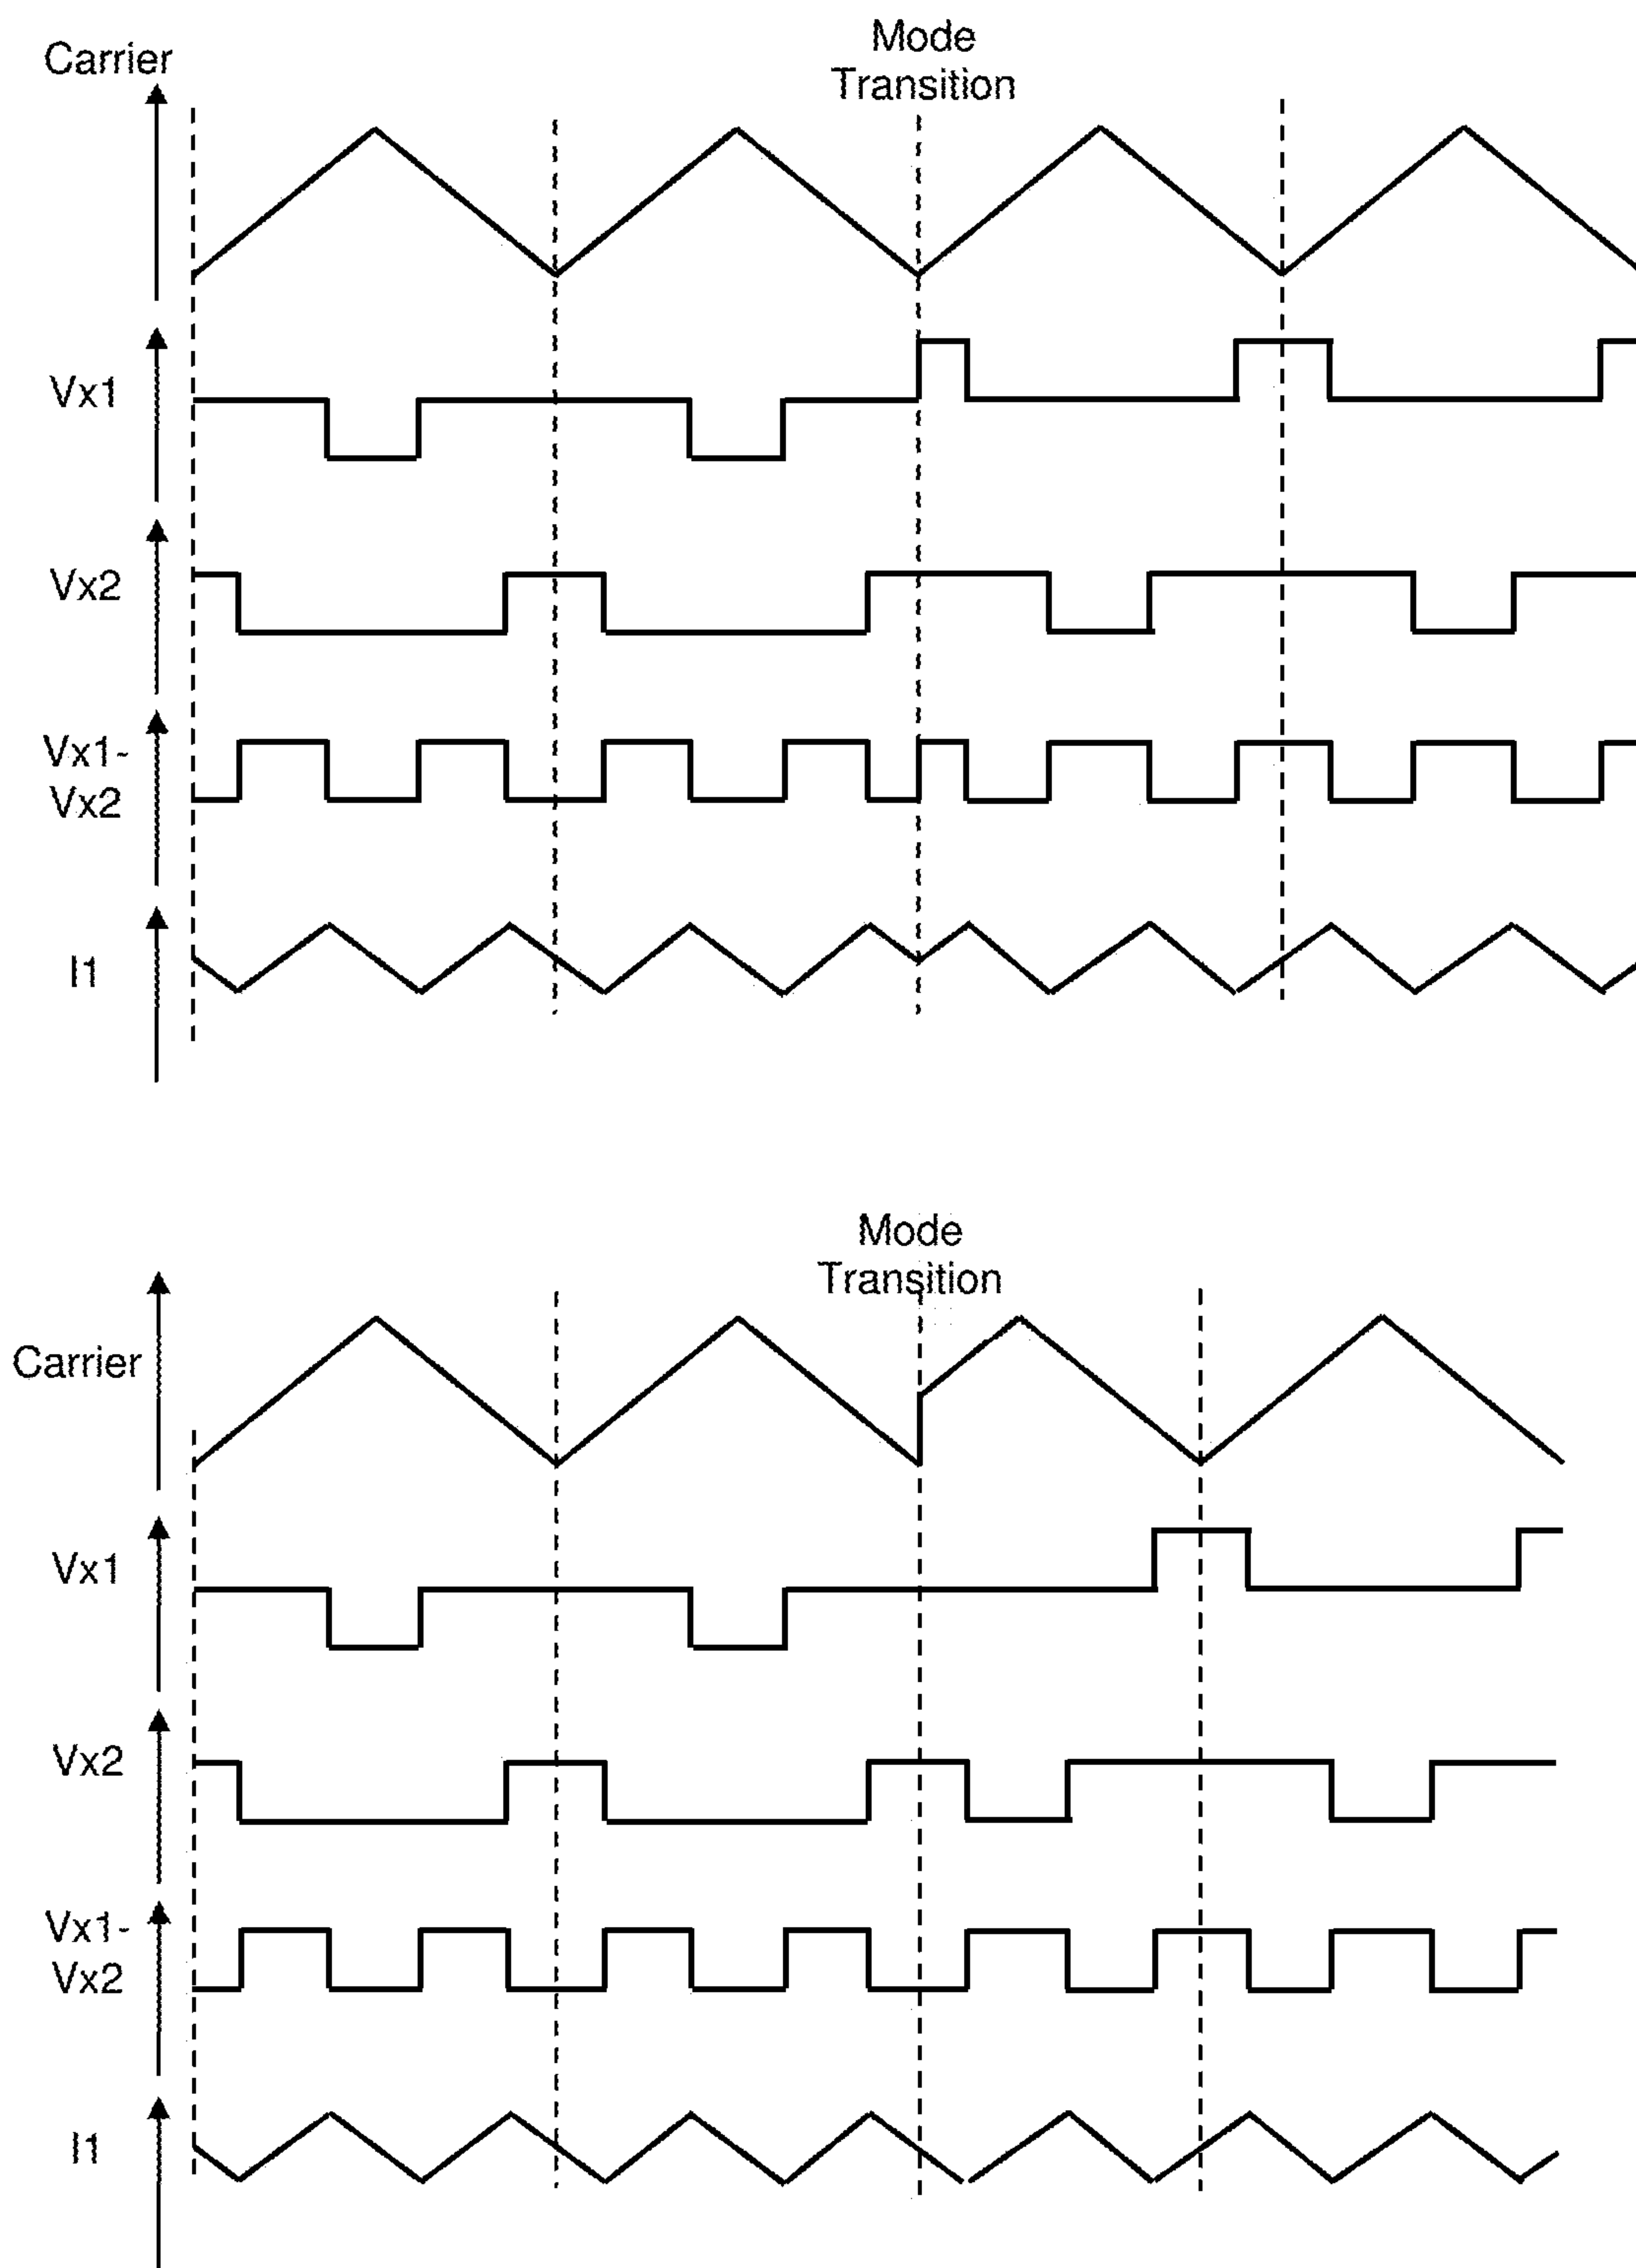 Carrier
Mode
Transition
Vx1
Vx2
Vx1-
Vx2
I1
Mode
Transition
Carrier
Vx1
Vx2
Vx1-
Vx2
I1